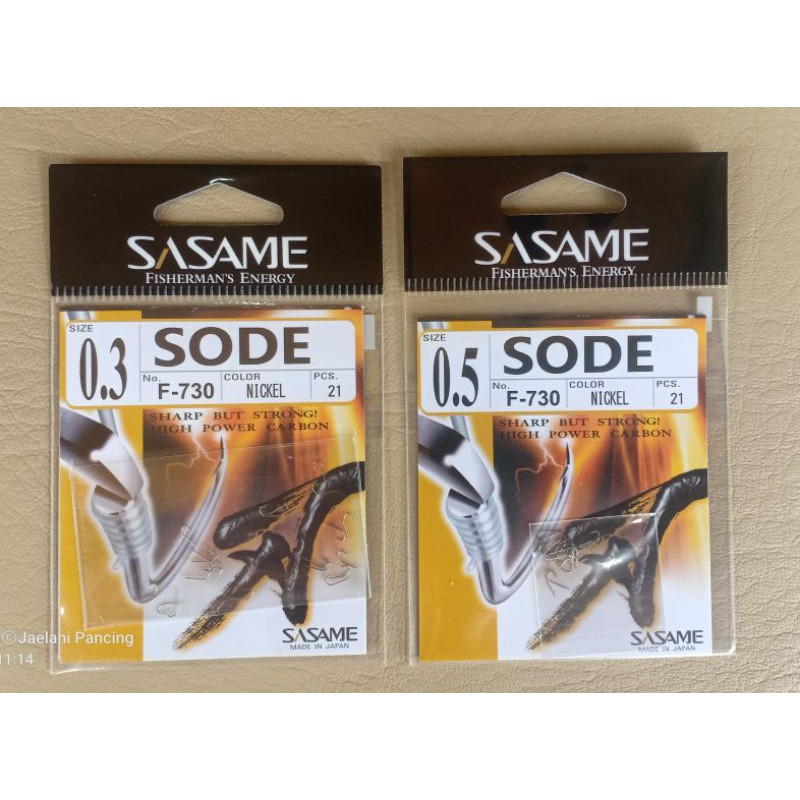 SASAME
FISHERMAN'S ENERGY
SIZE
0.3
SODE
No. F-730
COLOR NICKEL
PCS. 21
SHARP BUT STRONG!
HIGH POWER CARBON
SASAME
MADE IN JAPAN
SASAME
FISHERMAN'S ENERGY
SIZE
0.5
SODE
No. F-730
COLOR NICKEL
PCS. 21
SHARP BUT STRONG!
HIGH POWER CARBON
SASAME
MADE IN JAPAN
© Jaelani Pancing
11:14